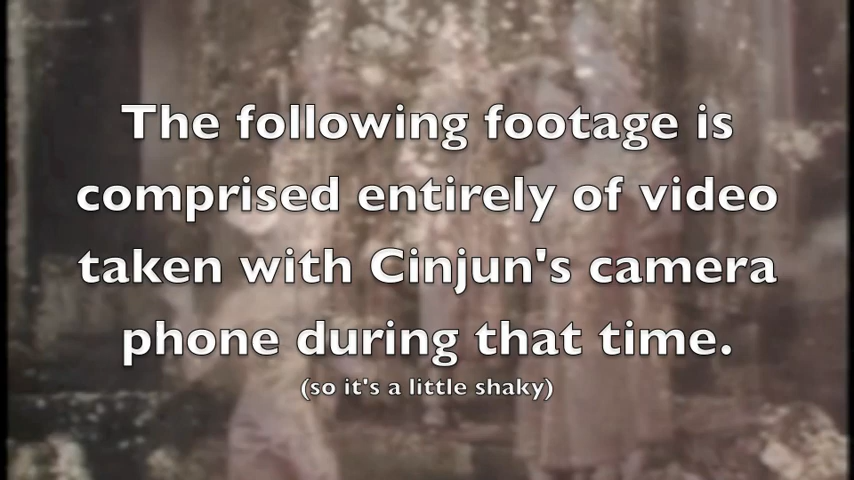 The following footage is
comprised entirely of video
taken with Cinjun's camera
phone during that time.
(so it's a little shaky)